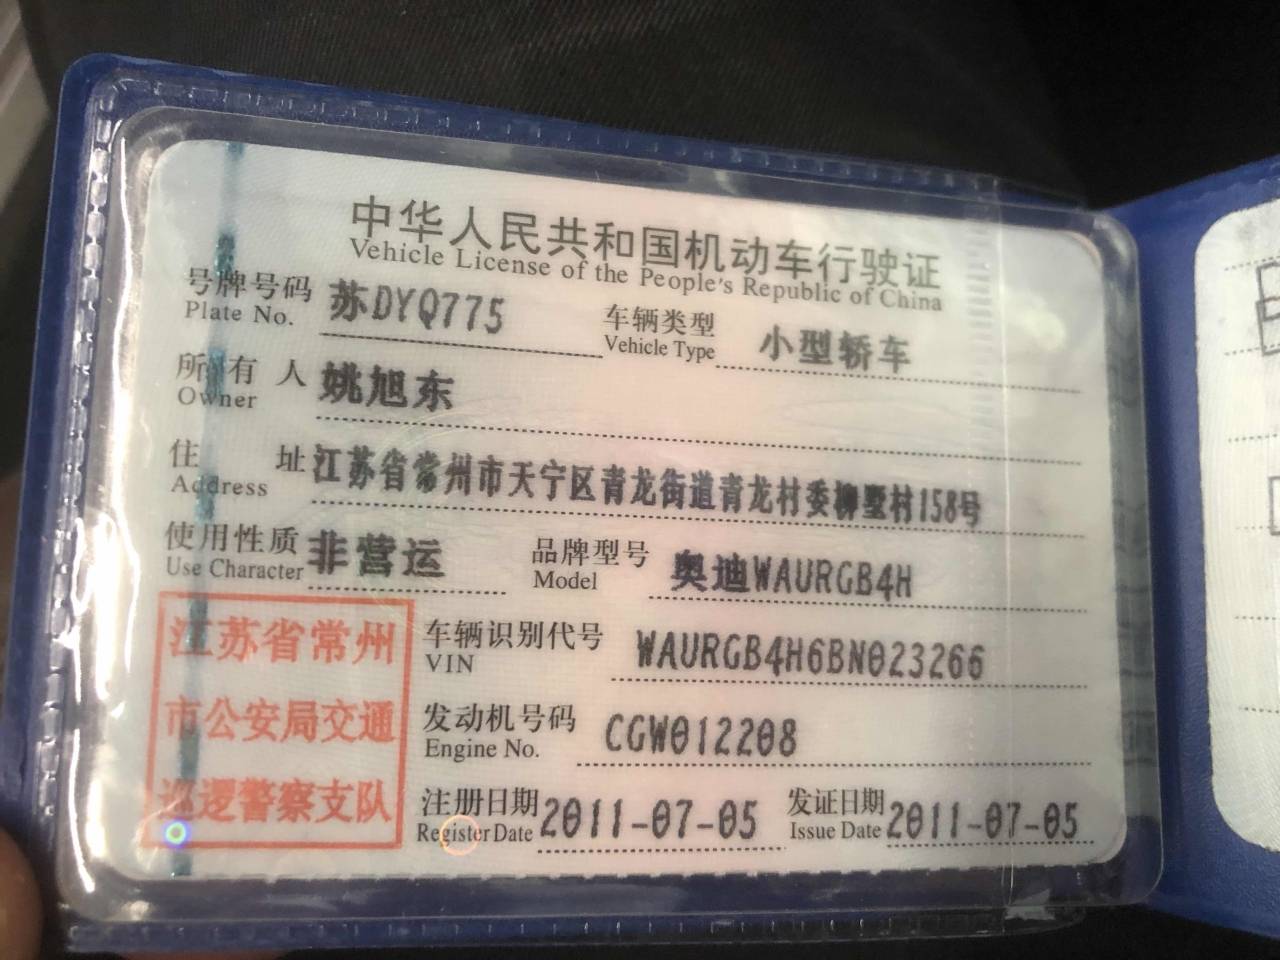 中华人民共和国机动车行驶证
Vehicle License of the People's Republic of China
号牌号码 苏DYQ775 车辆类型 小型轿车
Plate No. Vehicle Type
所有人 姚旭东
Owner
住址 江苏省常州市天宁区青龙街道青龙村委柳墅村158号
Address
使用性质 非营运 品牌型号 奥迪WAURGB4H
Use Character Model
江苏省常州
市公安局交通
巡逻警察支队
车辆识别代号 WAURGB4H6BN023266
VIN
发动机号码 CGW012208
Engine No.
注册日期 2011-07-05 发证日期 2011-07-05
Register Date Issue Date